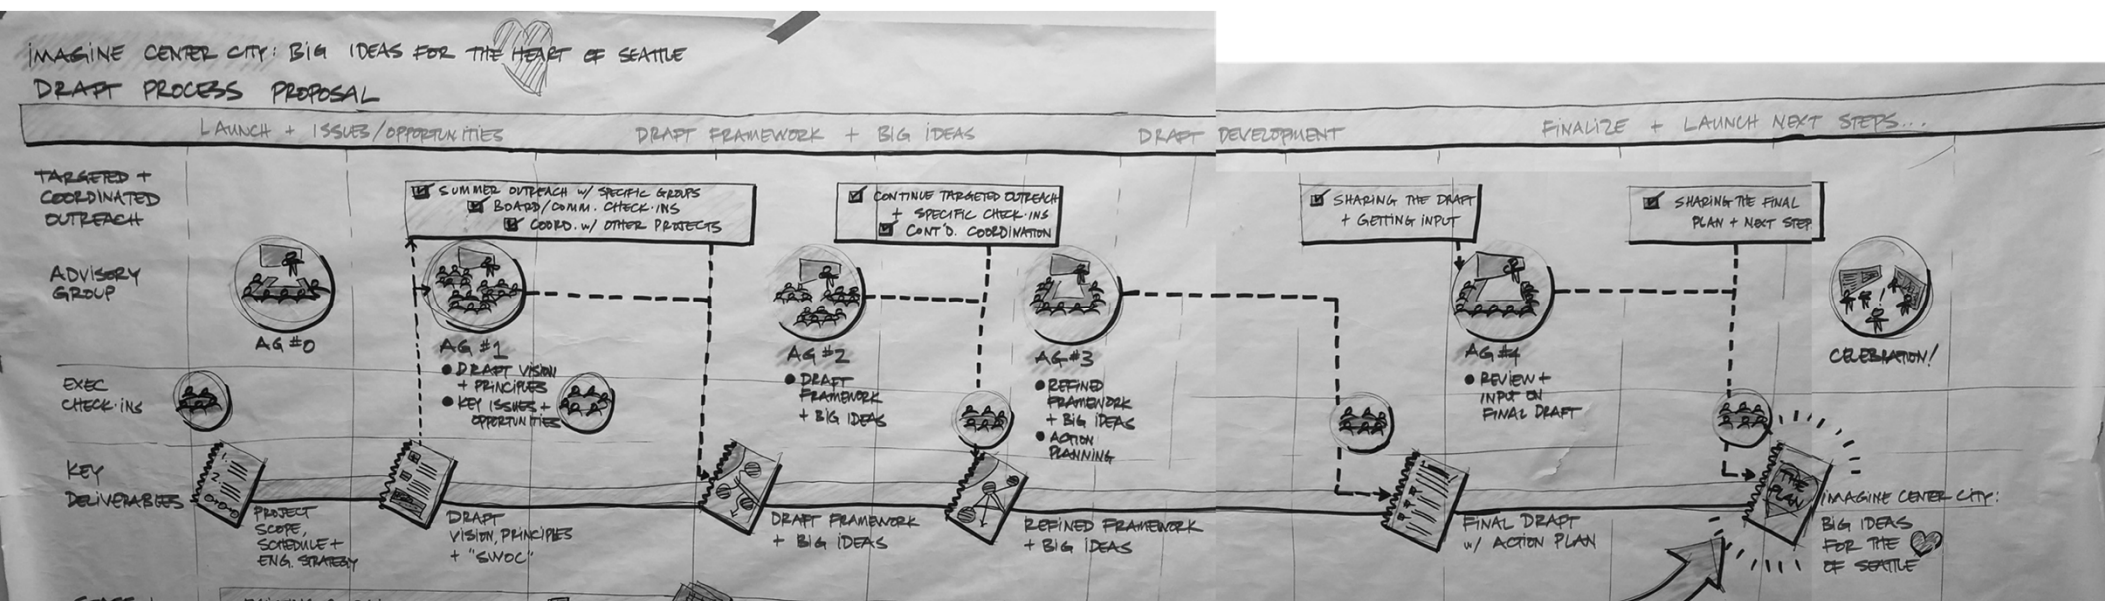 IMAGINE CENTER CITY: BIG IDEAS FOR THE HEART OF SEATTLE
DRAFT PROCESS PROPOSAL
LAUNCH + ISSUES/OPPORTUNITIES
DRAFT FRAMEWORK + BIG IDEAS
DRAFT DEVELOPMENT
FINALIZE + LAUNCH NEXT STEPS...
TARGETED +
COORDINATED
OUTREACH
SUMMER OUTREACH W/ SPECIFIC GROUPS
BOARD/COMM. CHECK-INS
COORD. W/ OTHER PROJECTS
CONTINUE TARGETED OUTREACH
+ SPECIFIC CHECK-INS
CONT'D. COORDINATION
SHARING THE DRAFT
+ GETTING INPUT
SHARING THE FINAL
PLAN + NEXT STEP
ADVISORY
GROUP
AG #0
AG #1
• DRAFT VISION
+ PRINCIPLES
• KEY ISSUES +
OPPORTUNITIES
AG #2
• DRAFT
FRAMEWORK
+ BIG IDEAS
AG #3
• REFINED
FRAMEWORK
+ BIG IDEAS
• ACTION
PLANNING
AG #4
• REVIEW +
INPUT ON
FINAL DRAFT
!
CELEBRATION!
EXEC
CHECK-INS
KEY
DELIVERABLES
PROJECT
SCOPE,
SCHEDULE +
ENG. STRATEGY
DRAFT
VISION, PRINCIPLES
+ "SWOC"
DRAFT FRAMEWORK
+ BIG IDEAS
REFINED FRAMEWORK
+ BIG IDEAS
FINAL DRAFT
W/ ACTION PLAN
THE
PLAN
IMAGINE CENTER CITY:
BIG IDEAS
FOR THE
OF SEATTLE